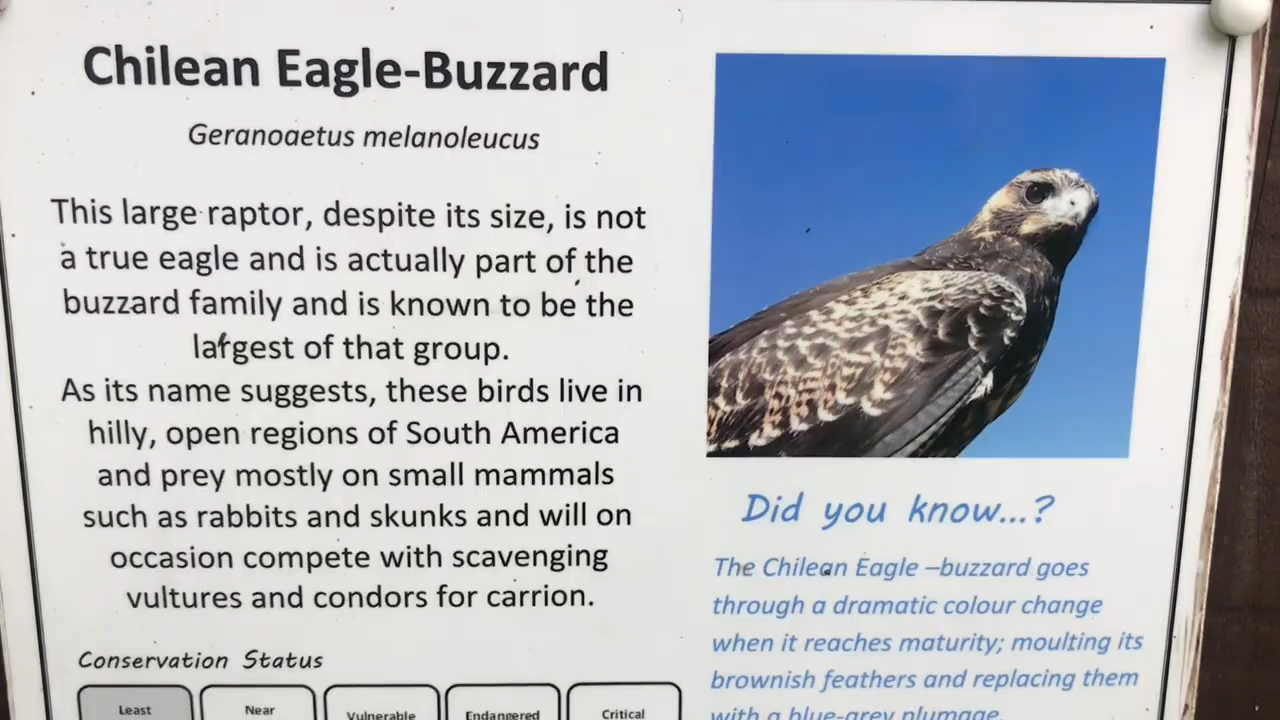 Chilean Eagle-Buzzard
Geranoaetus melanoleucus
This large raptor, despite its size, is not
a true eagle and is actually part of the
buzzard family and is known to be the
largest of that group.
As its name suggests, these birds live in
hilly, open regions of South America
and prey mostly on small mammals
such as rabbits and skunks and will on
occasion compete with scavenging
vultures and condors for carrion.
Conservation Status
Least
Near
Vulnerable
Endangered
Critical
Did you know...?
The Chilean Eagle –buzzard goes
through a dramatic colour change
when it reaches maturity; moulting its
brownish feathers and replacing them
with a blue-grey plumage.